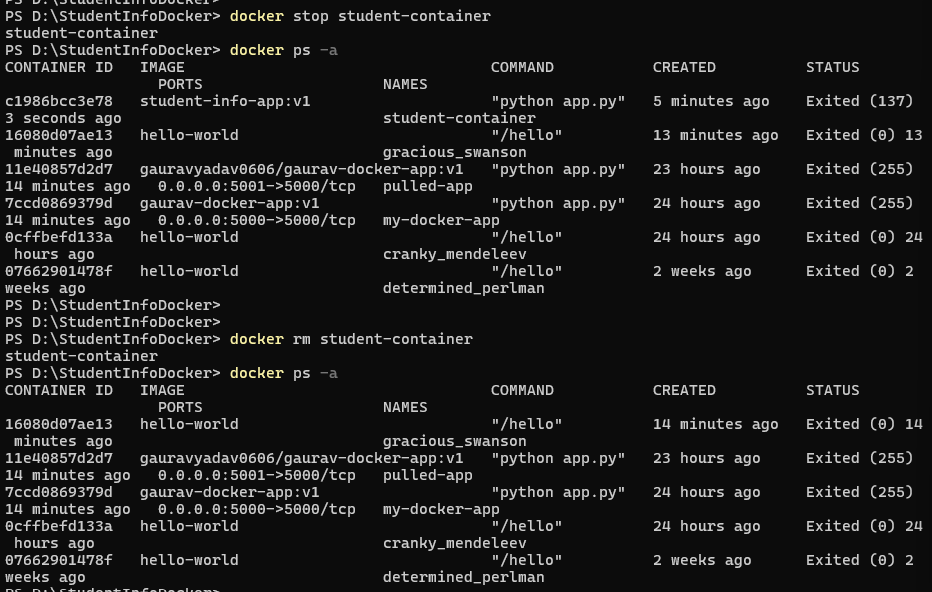 PS D:\StudentInfoDocker>
PS D:\StudentInfoDocker> docker stop student-container
student-container
PS D:\StudentInfoDocker> docker ps -a
CONTAINER ID   IMAGE                                  COMMAND           CREATED          STATUS
                 PORTS                    NAMES
c1986bcc3e78   student-info-app:v1                    "python app.py"   5 minutes ago    Exited (137)
3 seconds ago                             student-container
16080d07ae13   hello-world                            "/hello"          13 minutes ago   Exited (0) 13
 minutes ago                              gracious_swanson
11e40857d2d7   gauravyadav0606/gaurav-docker-app:v1   "python app.py"   23 hours ago     Exited (255)
14 minutes ago   0.0.0.0:5001->5000/tcp   pulled-app
7ccd0869379d   gaurav-docker-app:v1                   "python app.py"   24 hours ago     Exited (255)
14 minutes ago   0.0.0.0:5000->5000/tcp   my-docker-app
0cffbefd133a   hello-world                            "/hello"          24 hours ago     Exited (0) 24
 hours ago                                cranky_mendeleev
07662901478f   hello-world                            "/hello"          2 weeks ago      Exited (0) 2
weeks ago                                 determined_perlman
PS D:\StudentInfoDocker>
PS D:\StudentInfoDocker>
PS D:\StudentInfoDocker> docker rm student-container
student-container
PS D:\StudentInfoDocker> docker ps -a
CONTAINER ID   IMAGE                                  COMMAND           CREATED          STATUS
                 PORTS                    NAMES
16080d07ae13   hello-world                            "/hello"          14 minutes ago   Exited (0) 14
 minutes ago                              gracious_swanson
11e40857d2d7   gauravyadav0606/gaurav-docker-app:v1   "python app.py"   23 hours ago     Exited (255)
14 minutes ago   0.0.0.0:5001->5000/tcp   pulled-app
7ccd0869379d   gaurav-docker-app:v1                   "python app.py"   24 hours ago     Exited (255)
14 minutes ago   0.0.0.0:5000->5000/tcp   my-docker-app
0cffbefd133a   hello-world                            "/hello"          24 hours ago     Exited (0) 24
 hours ago                                cranky_mendeleev
07662901478f   hello-world                            "/hello"          2 weeks ago      Exited (0) 2
weeks ago                                 determined_perlman
PS D:\StudentInfoDocker>